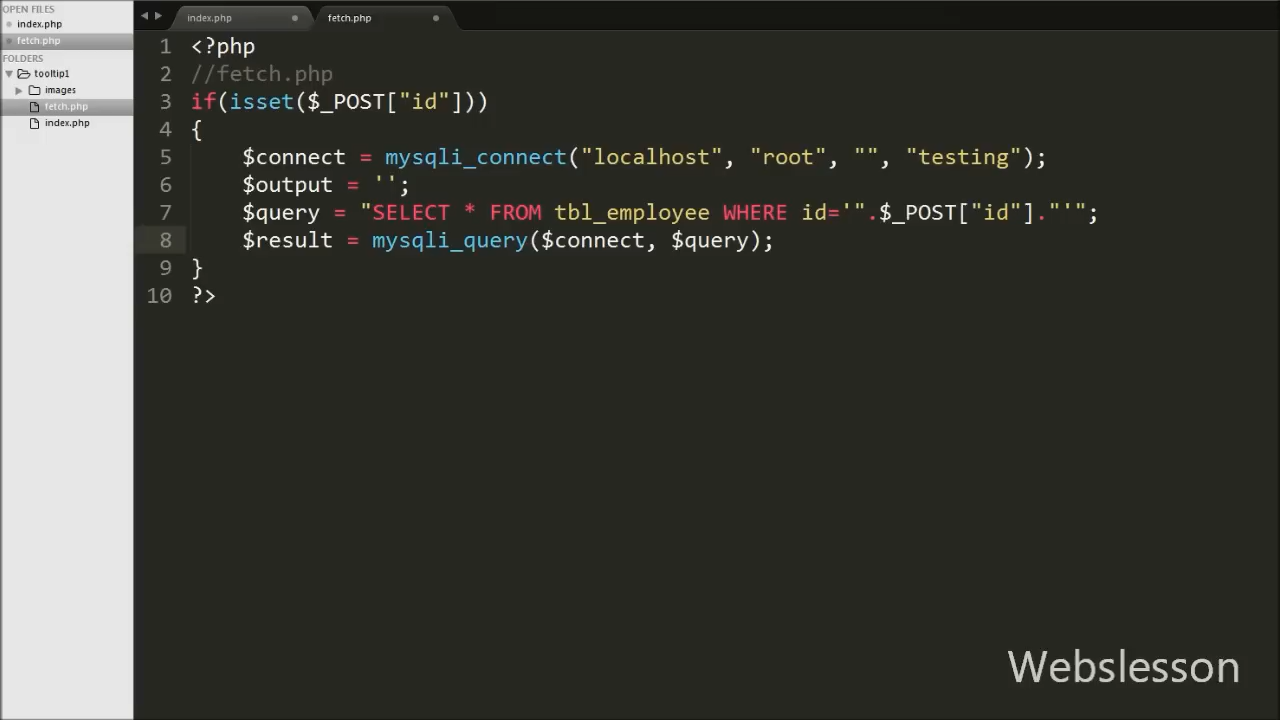 OPEN FILES
index.php
fetch.php
FOLDERS
tooltip1
images
fetch.php
index.php
index.php
fetch.php
1 <?php
2 //fetch.php
3 if(isset($_POST["id"]))
4 {
5 $connect = mysqli_connect("localhost", "root", "", "testing");
6 $output = '';
7 $query = "SELECT * FROM tbl_employee WHERE id='".$_POST["id"]."'";
8 $result = mysqli_query($connect, $query);
9 }
10 ?>
Webslesson